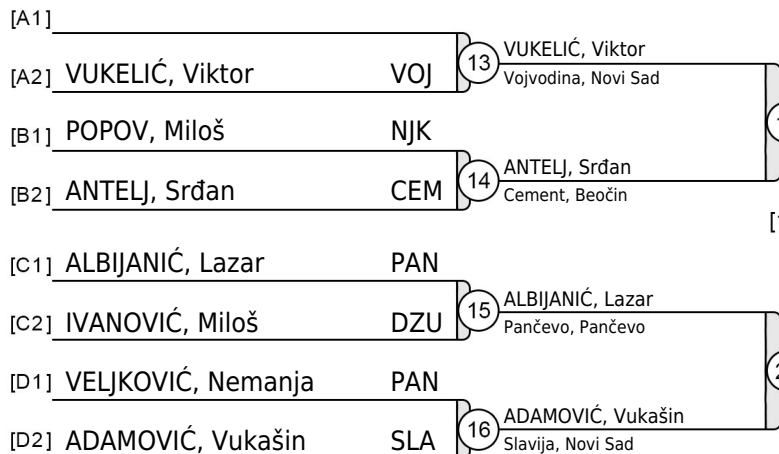 [A1]
[A2] VUKELIĆ, Viktor VOJ
13
VUKELIĆ, Viktor
Vojvodina, Novi Sad
[B1] POPOV, Miloš NJK
[B2] ANTELJ, Srđan CEM
14
ANTELJ, Srđan
Cement, Beočin
[C1] ALBIJANIĆ, Lazar PAN
[C2] IVANOVIĆ, Miloš DZU
15
ALBIJANIĆ, Lazar
Pančevo, Pančevo
[D1] VELJKOVIĆ, Nemanja PAN
[D2] ADAMOVIĆ, Vukašin SLA
16
ADAMOVIĆ, Vukašin
Slavija, Novi Sad